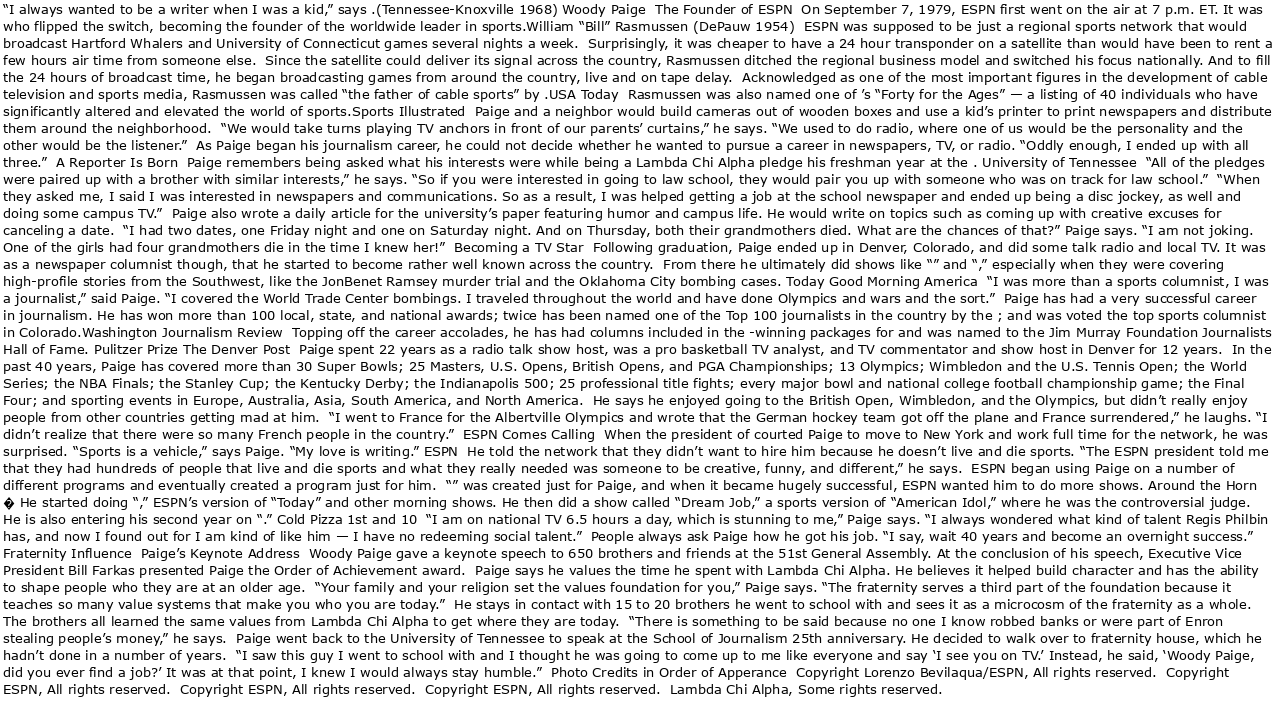 “I always wanted to be a writer when I was a kid,” says .(Tennessee-Knoxville 1968) Woody Paige  The Founder of ESPN  On September 7, 1979, ESPN first went on the air at 7 p.m. ET. It was
who flipped the switch, becoming the founder of the worldwide leader in sports.William “Bill” Rasmussen (DePauw 1954)  ESPN was supposed to be just a regional sports network that would
broadcast Hartford Whalers and University of Connecticut games several nights a week.  Surprisingly, it was cheaper to have a 24 hour transponder on a satellite than would have been to rent a
few hours air time from someone else.  Since the satellite could deliver its signal across the country, Rasmussen ditched the regional business model and switched his focus nationally. And to fill
the 24 hours of broadcast time, he began broadcasting games from around the country, live and on tape delay.  Acknowledged as one of the most important figures in the development of cable
television and sports media, Rasmussen was called “the father of cable sports” by .USA Today  Rasmussen was also named one of ’s “Forty for the Ages” — a listing of 40 individuals who have
significantly altered and elevated the world of sports.Sports Illustrated  Paige and a neighbor would build cameras out of wooden boxes and use a kid’s printer to print newspapers and distribute
them around the neighborhood.  “We would take turns playing TV anchors in front of our parents’ curtains,” he says. “We used to do radio, where one of us would be the personality and the
other would be the listener.”  As Paige began his journalism career, he could not decide whether he wanted to pursue a career in newspapers, TV, or radio. “Oddly enough, I ended up with all
three.”  A Reporter Is Born  Paige remembers being asked what his interests were while being a Lambda Chi Alpha pledge his freshman year at the . University of Tennessee  “All of the pledges
were paired up with a brother with similar interests,” he says. “So if you were interested in going to law school, they would pair you up with someone who was on track for law school.”  “When
they asked me, I said I was interested in newspapers and communications. So as a result, I was helped getting a job at the school newspaper and ended up being a disc jockey, as well and
doing some campus TV.”  Paige also wrote a daily article for the university’s paper featuring humor and campus life. He would write on topics such as coming up with creative excuses for
canceling a date.  “I had two dates, one Friday night and one on Saturday night. And on Thursday, both their grandmothers died. What are the chances of that?” Paige says. “I am not joking.
One of the girls had four grandmothers die in the time I knew her!”  Becoming a TV Star  Following graduation, Paige ended up in Denver, Colorado, and did some talk radio and local TV. It was
as a newspaper columnist though, that he started to become rather well known across the country.  From there he ultimately did shows like “” and “,” especially when they were covering
high-profile stories from the Southwest, like the JonBenet Ramsey murder trial and the Oklahoma City bombing cases. Today Good Morning America  “I was more than a sports columnist, I was
a journalist,” said Paige. “I covered the World Trade Center bombings. I traveled throughout the world and have done Olympics and wars and the sort.”  Paige has had a very successful career
in journalism. He has won more than 100 local, state, and national awards; twice has been named one of the Top 100 journalists in the country by the ; and was voted the top sports columnist
in Colorado.Washington Journalism Review  Topping off the career accolades, he has had columns included in the -winning packages for and was named to the Jim Murray Foundation Journalists
Hall of Fame. Pulitzer Prize The Denver Post  Paige spent 22 years as a radio talk show host, was a pro basketball TV analyst, and TV commentator and show host in Denver for 12 years.  In the
past 40 years, Paige has covered more than 30 Super Bowls; 25 Masters, U.S. Opens, British Opens, and PGA Championships; 13 Olympics; Wimbledon and the U.S. Tennis Open; the World
Series; the NBA Finals; the Stanley Cup; the Kentucky Derby; the Indianapolis 500; 25 professional title fights; every major bowl and national college football championship game; the Final
Four; and sporting events in Europe, Australia, Asia, South America, and North America.  He says he enjoyed going to the British Open, Wimbledon, and the Olympics, but didn’t really enjoy
people from other countries getting mad at him.  “I went to France for the Albertville Olympics and wrote that the German hockey team got off the plane and France surrendered,” he laughs. “I
didn’t realize that there were so many French people in the country.”  ESPN Comes Calling  When the president of courted Paige to move to New York and work full time for the network, he was
surprised. “Sports is a vehicle,” says Paige. “My love is writing.” ESPN  He told the network that they didn’t want to hire him because he doesn’t live and die sports. “The ESPN president told me
that they had hundreds of people that live and die sports and what they really needed was someone to be creative, funny, and different,” he says.  ESPN began using Paige on a number of
different programs and eventually created a program just for him.  “” was created just for Paige, and when it became hugely successful, ESPN wanted him to do more shows. Around the Horn
� He started doing “,” ESPN’s version of “Today” and other morning shows. He then did a show called “Dream Job,” a sports version of “American Idol,” where he was the controversial judge.
He is also entering his second year on “.” Cold Pizza 1st and 10  “I am on national TV 6.5 hours a day, which is stunning to me,” Paige says. “I always wondered what kind of talent Regis Philbin
has, and now I found out for I am kind of like him — I have no redeeming social talent.”  People always ask Paige how he got his job. “I say, wait 40 years and become an overnight success.”
Fraternity Influence  Paige’s Keynote Address  Woody Paige gave a keynote speech to 650 brothers and friends at the 51st General Assembly. At the conclusion of his speech, Executive Vice
President Bill Farkas presented Paige the Order of Achievement award.  Paige says he values the time he spent with Lambda Chi Alpha. He believes it helped build character and has the ability
to shape people who they are at an older age.  “Your family and your religion set the values foundation for you,” Paige says. “The fraternity serves a third part of the foundation because it
teaches so many value systems that make you who you are today.”  He stays in contact with 15 to 20 brothers he went to school with and sees it as a microcosm of the fraternity as a whole.
The brothers all learned the same values from Lambda Chi Alpha to get where they are today.  “There is something to be said because no one I know robbed banks or were part of Enron
stealing people’s money,” he says.  Paige went back to the University of Tennessee to speak at the School of Journalism 25th anniversary. He decided to walk over to fraternity house, which he
hadn’t done in a number of years.  “I saw this guy I went to school with and I thought he was going to come up to me like everyone and say ‘I see you on TV.’ Instead, he said, ‘Woody Paige,
did you ever find a job?’ It was at that point, I knew I would always stay humble.”  Photo Credits in Order of Apperance  Copyright Lorenzo Bevilaqua/ESPN, All rights reserved.  Copyright
ESPN, All rights reserved.  Copyright ESPN, All rights reserved.  Copyright ESPN, All rights reserved.  Lambda Chi Alpha, Some rights reserved.